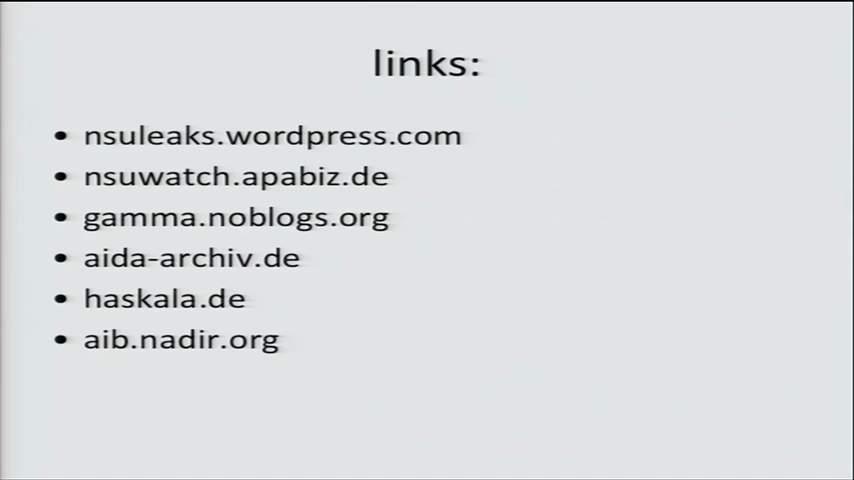 links:
• nsuleaks.wordpress.com
• nsuwatch.apabiz.de
• gamma.noblogs.org
• aida-archiv.de
• haskala.de
• aib.nadir.org